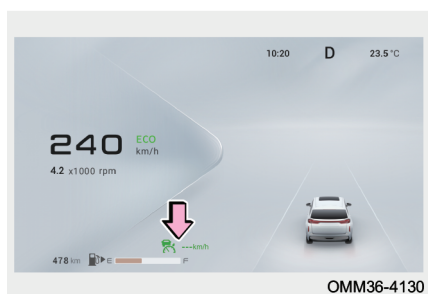 10:20 D 23.5 °C
240 ECO
km/h
4.2 x1000 rpm
---km/h
478 km E F
OMM36-4130